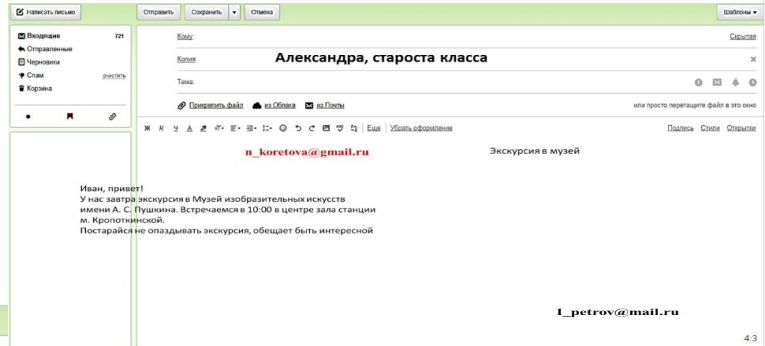 Написать письмо
Отправить Сохранить Отмена Шаблоны
Входящие 721
Отправленные
Черновики
Спам очистить
Корзина
Кому: Скрытая
Копия: Александра, староста класса
Тема:
Прикрепить файл из Облака из Почты или просто перетащите файл в это окно
Ж К Ч А Еще Убрать оформление Подпись Стили Открытки
n_koretova@gmail.ru Экскурсия в музей
Иван, привет!
У нас завтра экскурсия в Музей изобразительных искусств
имени А. С. Пушкина. Встречаемся в 10:00 в центре зала станции
м. Кропоткинской.
Постарайся не опаздывать экскурсия, обещает быть интересной
I_petrov@mail.ru
4:3